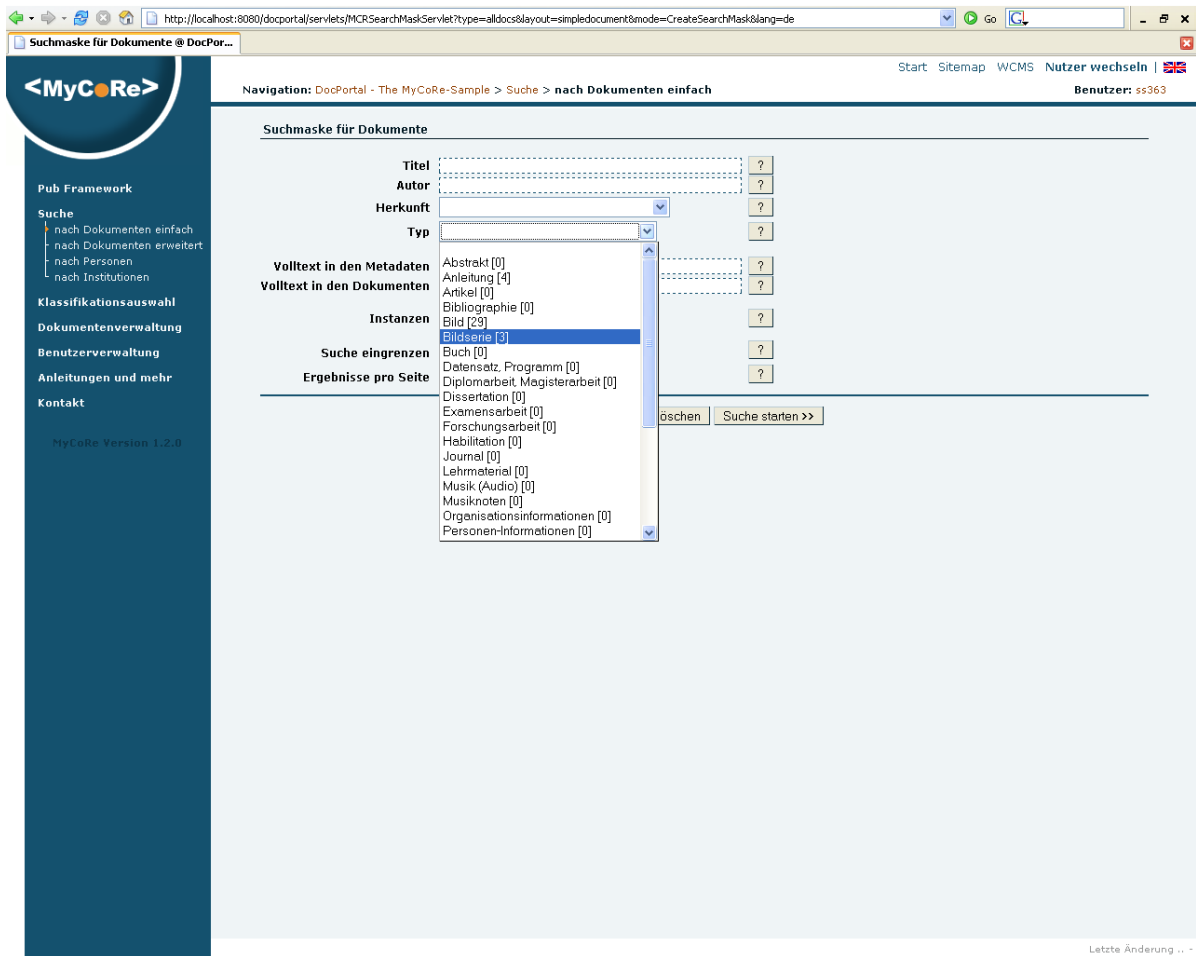 http://localhost:8080/docportal/servlets/MCRSearchMaskServlet?type=alldocs&layout=simpledocument&mode=CreateSearchMask&lang=de
Go
G
Suchmaske für Dokumente @ DocPor...
Start Sitemap WCMS Nutzer wechseln |
<MyCoRe>
Navigation: DocPortal - The MyCoRe-Sample > Suche > nach Dokumenten einfach
Benutzer: ss363
Pub Framework
Suche
nach Dokumenten einfach
nach Dokumenten erweitert
nach Personen
nach Institutionen
Klassifikationsauswahl
Dokumentenverwaltung
Benutzerverwaltung
Anleitungen und mehr
Kontakt
MyCoRe Version 1.2.0
Suchmaske für Dokumente
Titel ?
Autor ?
Herkunft ?
Typ ?
Volltext in den Metadaten ?
Volltext in den Dokumenten ?
Instanzen ?
Suche eingrenzen ?
Ergebnisse pro Seite ?
Abstrakt [0]
Anleitung [4]
Artikel [0]
Bibliographie [0]
Bild [29]
Bildserie [3]
Buch [0]
Datensatz, Programm [0]
Diplomarbeit, Magisterarbeit [0]
Dissertation [0]
Examensarbeit [0]
Forschungsarbeit [0]
Habilitation [0]
Journal [0]
Lehrmaterial [0]
Musik (Audio) [0]
Musiknoten [0]
Organisationsinformationen [0]
Personen-Informationen [0]
öschen Suche starten >>
Letzte Änderung .. -